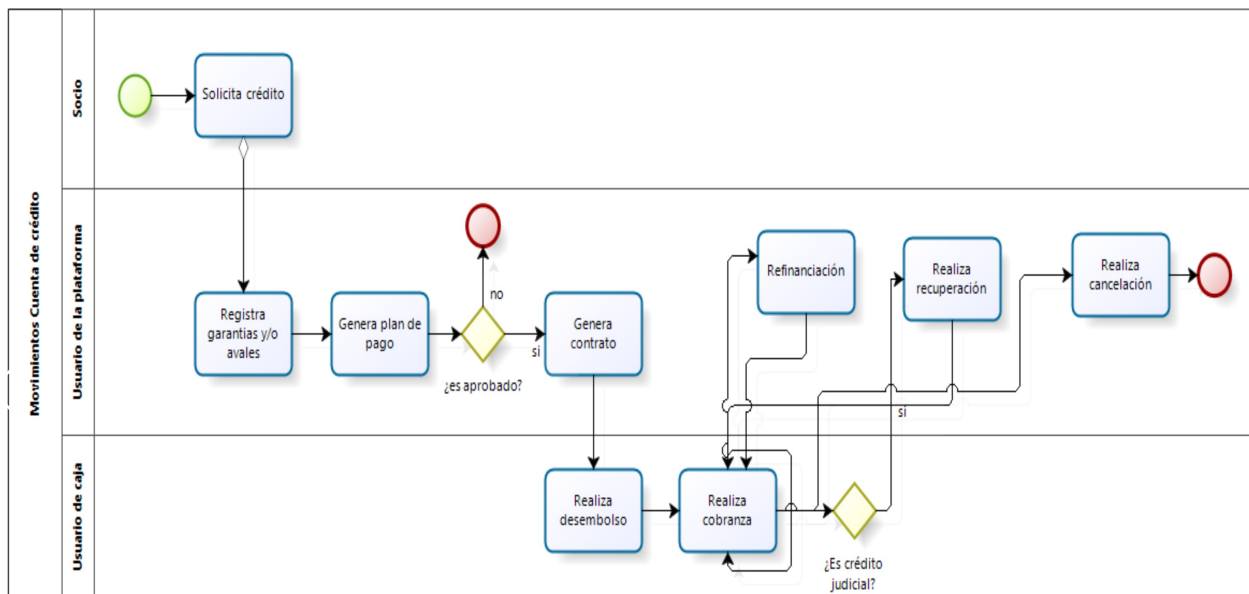 Movimientos Cuenta de crédito
Socio
Solicita crédito
Usuario de la plataforma
Registra
garantias y/o
avales
Genera plan de
pago
no
¿es aprobado?
si
Genera
contrato
Refinanciación
Realiza
recuperación
Realiza
cancelación
si
Usuario de caja
Realiza
desembolso
Realiza
cobranza
¿Es crédito
judicial?